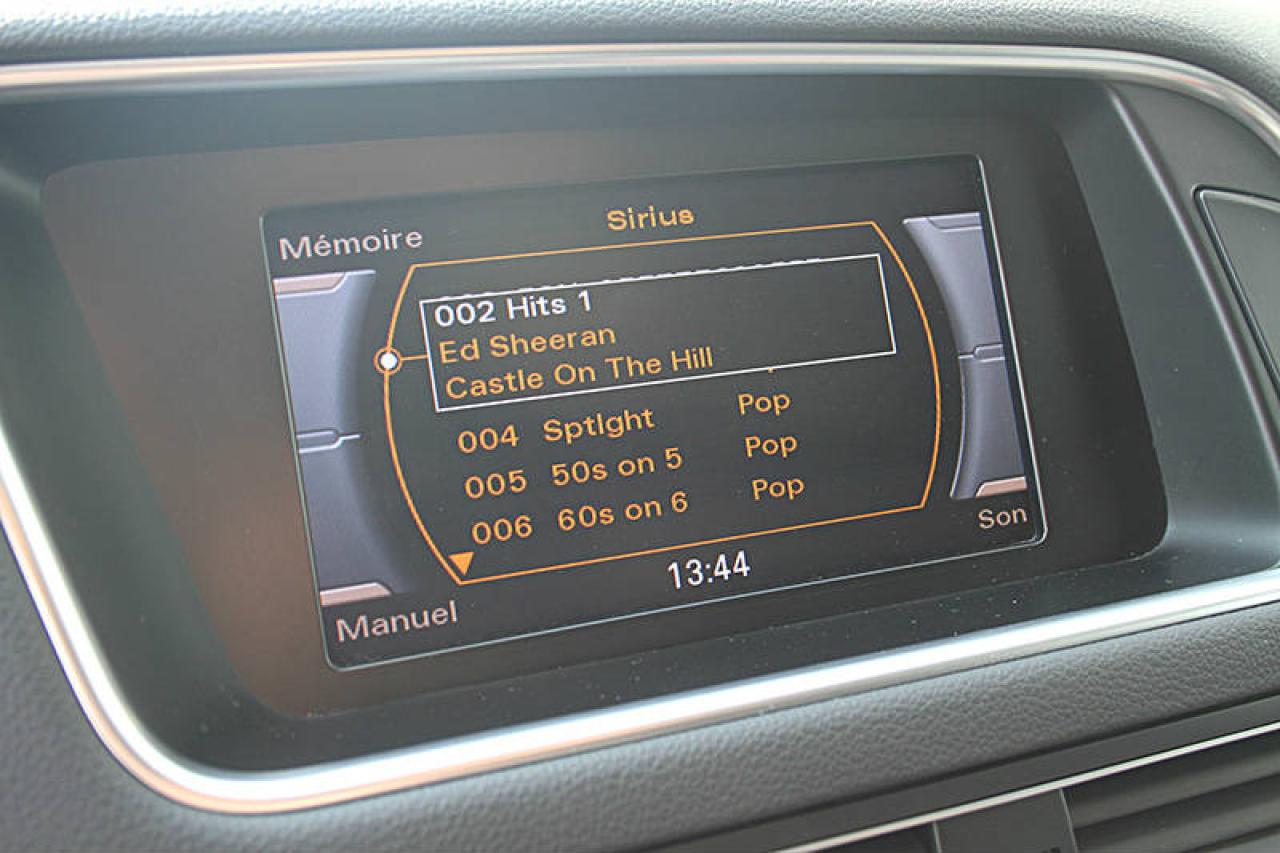 Sirius
Mémoire
002 Hits 1
Ed Sheeran
Castle On The Hill
004 Sptlght Pop
005 50s on 5 Pop
006 60s on 6 Pop
Son
13:44
Manuel